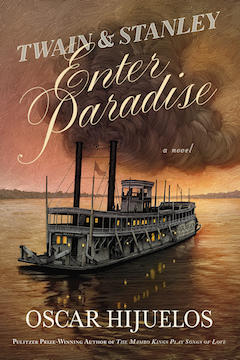 TWAIN & STANLEY
Enter
Paradise
a novel
OSCAR HIJUELOS
PULITZER PRIZE-WINNING AUTHOR OF THE MAMBO KINGS PLAY SONGS OF LOVE